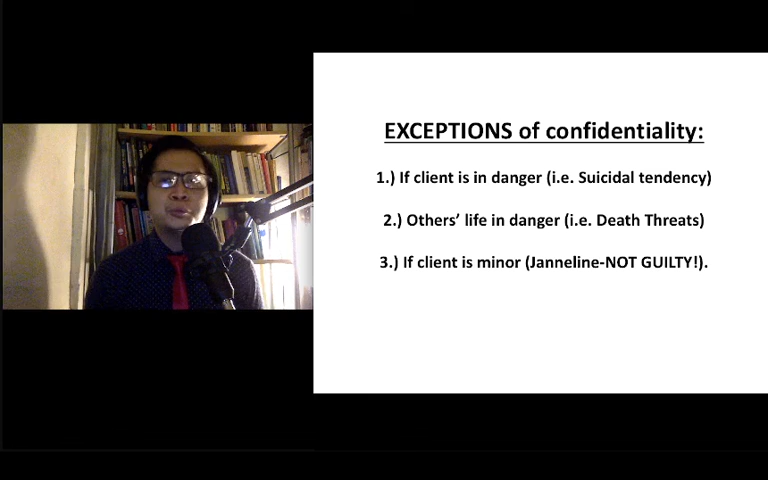 EXCEPTIONS of confidentiality:
1.) If client is in danger (i.e. Suicidal tendency)
2.) Others’ life in danger (i.e. Death Threats)
3.) If client is minor (Janneline-NOT GUILTY!).